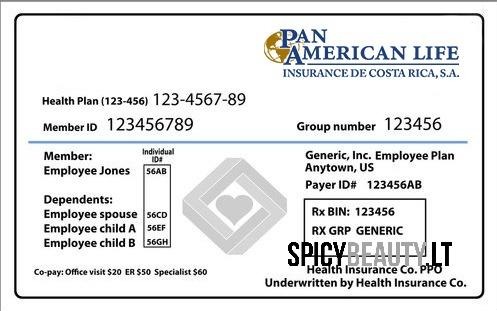 PAN
AMERICAN LIFE
INSURANCE DE COSTA RICA, S.A.
Health Plan (123-456) 123-4567-89
Member ID 123456789
Group number 123456
Member:
Individual
ID#
Employee Jones 56AB
Dependents:
Employee spouse 56CD
Employee child A 56EF
Employee child B 56GH
Generic, Inc. Employee Plan
Anytown, US
Payer ID# 123456AB
Rx BIN: 123456
RX GRP GENERIC
SPICYBEAUTY.LT
Co-pay: Office visit $20 ER $50 Specialist $60
Health Insurance Co. PPO
Underwritten by Health Insurance Co.